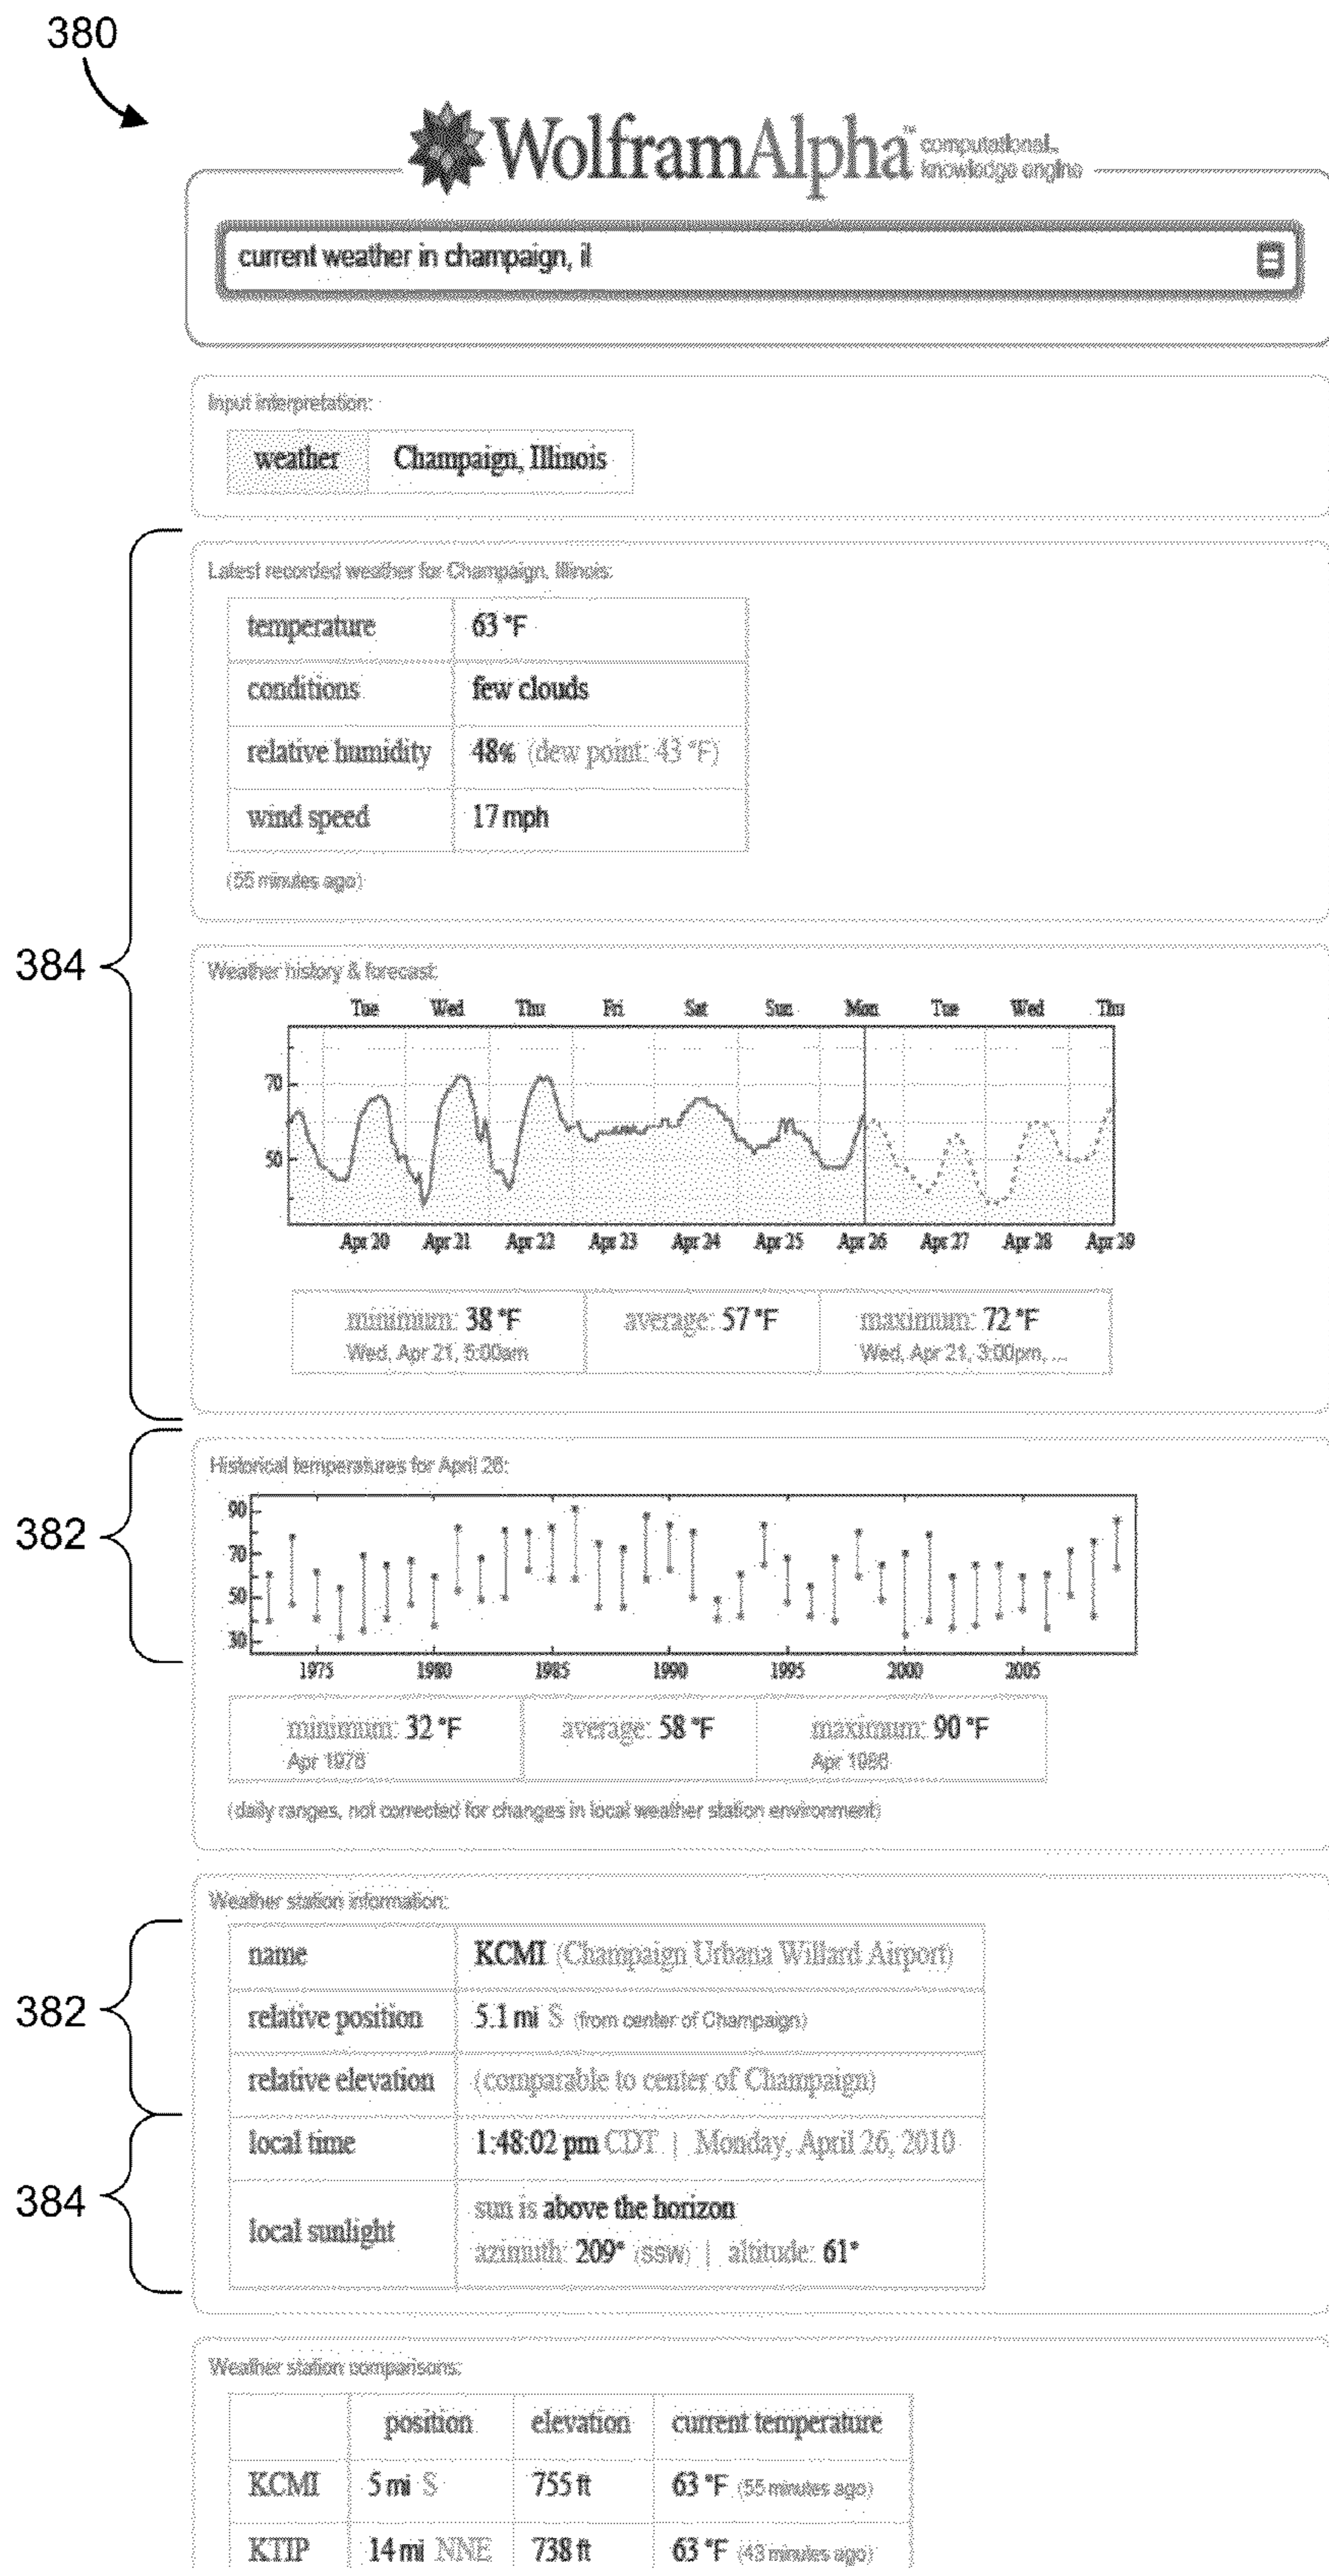 380
WolframAlpha™ computational..
knowledge engine
current weather in champaign, il
Input interpretation:
weather Champaign, Illinois
Latest recorded weather for Champaign, Illinois:
temperature 63 °F
conditions few clouds
relative humidity 48% (dew point: 43 °F)
wind speed 17 mph
(55 minutes ago)
384
Weather history & forecast:
Tue Wed Thu Fri Sat Sun Mon Tue Wed Thu
70
50
Apr 20 Apr 21 Apr 22 Apr 23 Apr 24 Apr 25 Apr 26 Apr 27 Apr 28 Apr 29
minimum: 38 °F average: 57 °F maximum: 72 °F
Wed, Apr 21, 5:00am Wed, Apr 21, 3:00pm, ...
382
Historical temperatures for April 26:
90
70
50
30
1975 1980 1985 1990 1995 2000 2005
minimum: 32 °F average: 58 °F maximum: 90 °F
Apr 1976 Apr 1986
(daily ranges, not corrected for changes in local weather station environment)
Weather station information:
382
name KCMI (Champaign Urbana Willard Airport)
relative position 5.1 mi S (from center of Champaign)
relative elevation (comparable to center of Champaign)
384
local time 1:48:02 pm CDT | Monday, April 26, 2010
local sunlight sun is above the horizon
azimuth: 209° (SSW) | altitude: 61°
Weather station comparisons:
position elevation current temperature
KCMI 5 mi S 755 ft 63 °F (55 minutes ago)
KTIP 14 mi NNE 738 ft 63 °F (43 minutes ago)